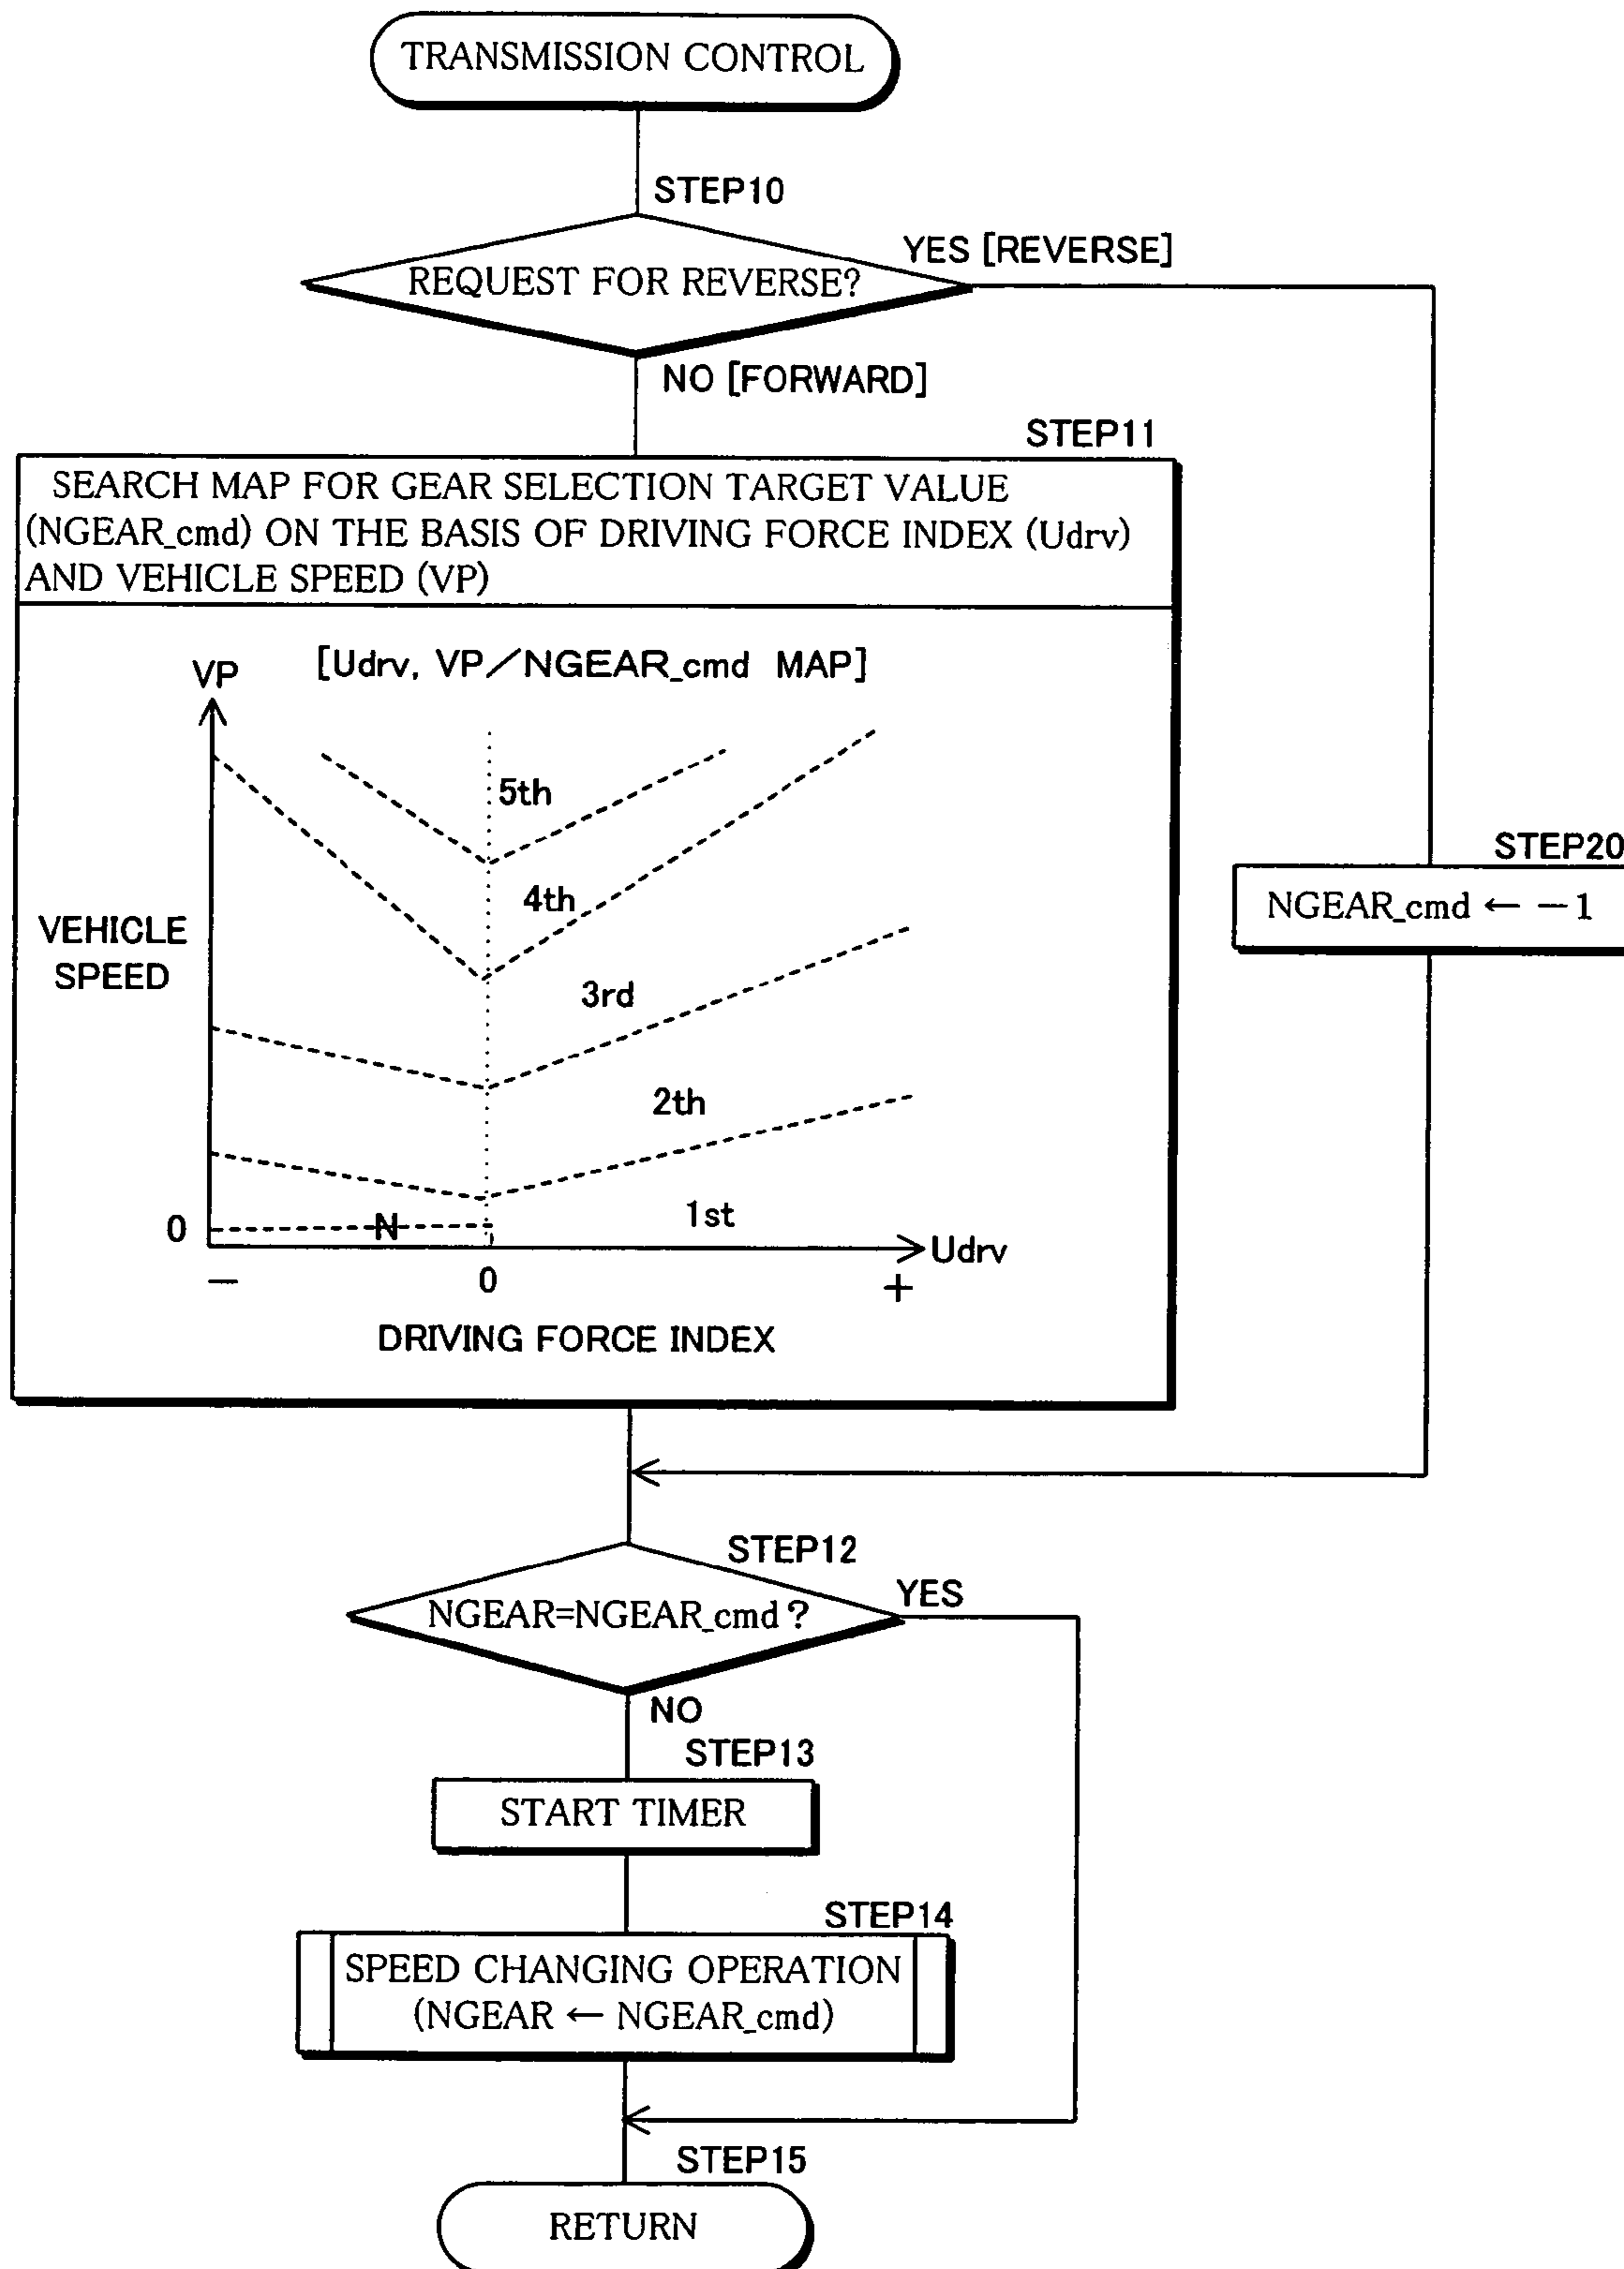 TRANSMISSION CONTROL
STEP10
REQUEST FOR REVERSE?
YES [REVERSE]
NO [FORWARD]
STEP11
SEARCH MAP FOR GEAR SELECTION TARGET VALUE
(NGEAR_cmd) ON THE BASIS OF DRIVING FORCE INDEX (Udrv)
AND VEHICLE SPEED (VP)
[Udrv, VP/NGEAR_cmd MAP]
VP
5th
4th
VEHICLE
SPEED
3rd
2th
1st
N
0
Udrv
−
0
+
DRIVING FORCE INDEX
STEP20
NGEAR_cmd ← −1
STEP12
NGEAR=NGEAR_cmd?
YES
NO
STEP13
START TIMER
STEP14
SPEED CHANGING OPERATION
(NGEAR ← NGEAR_cmd)
STEP15
RETURN